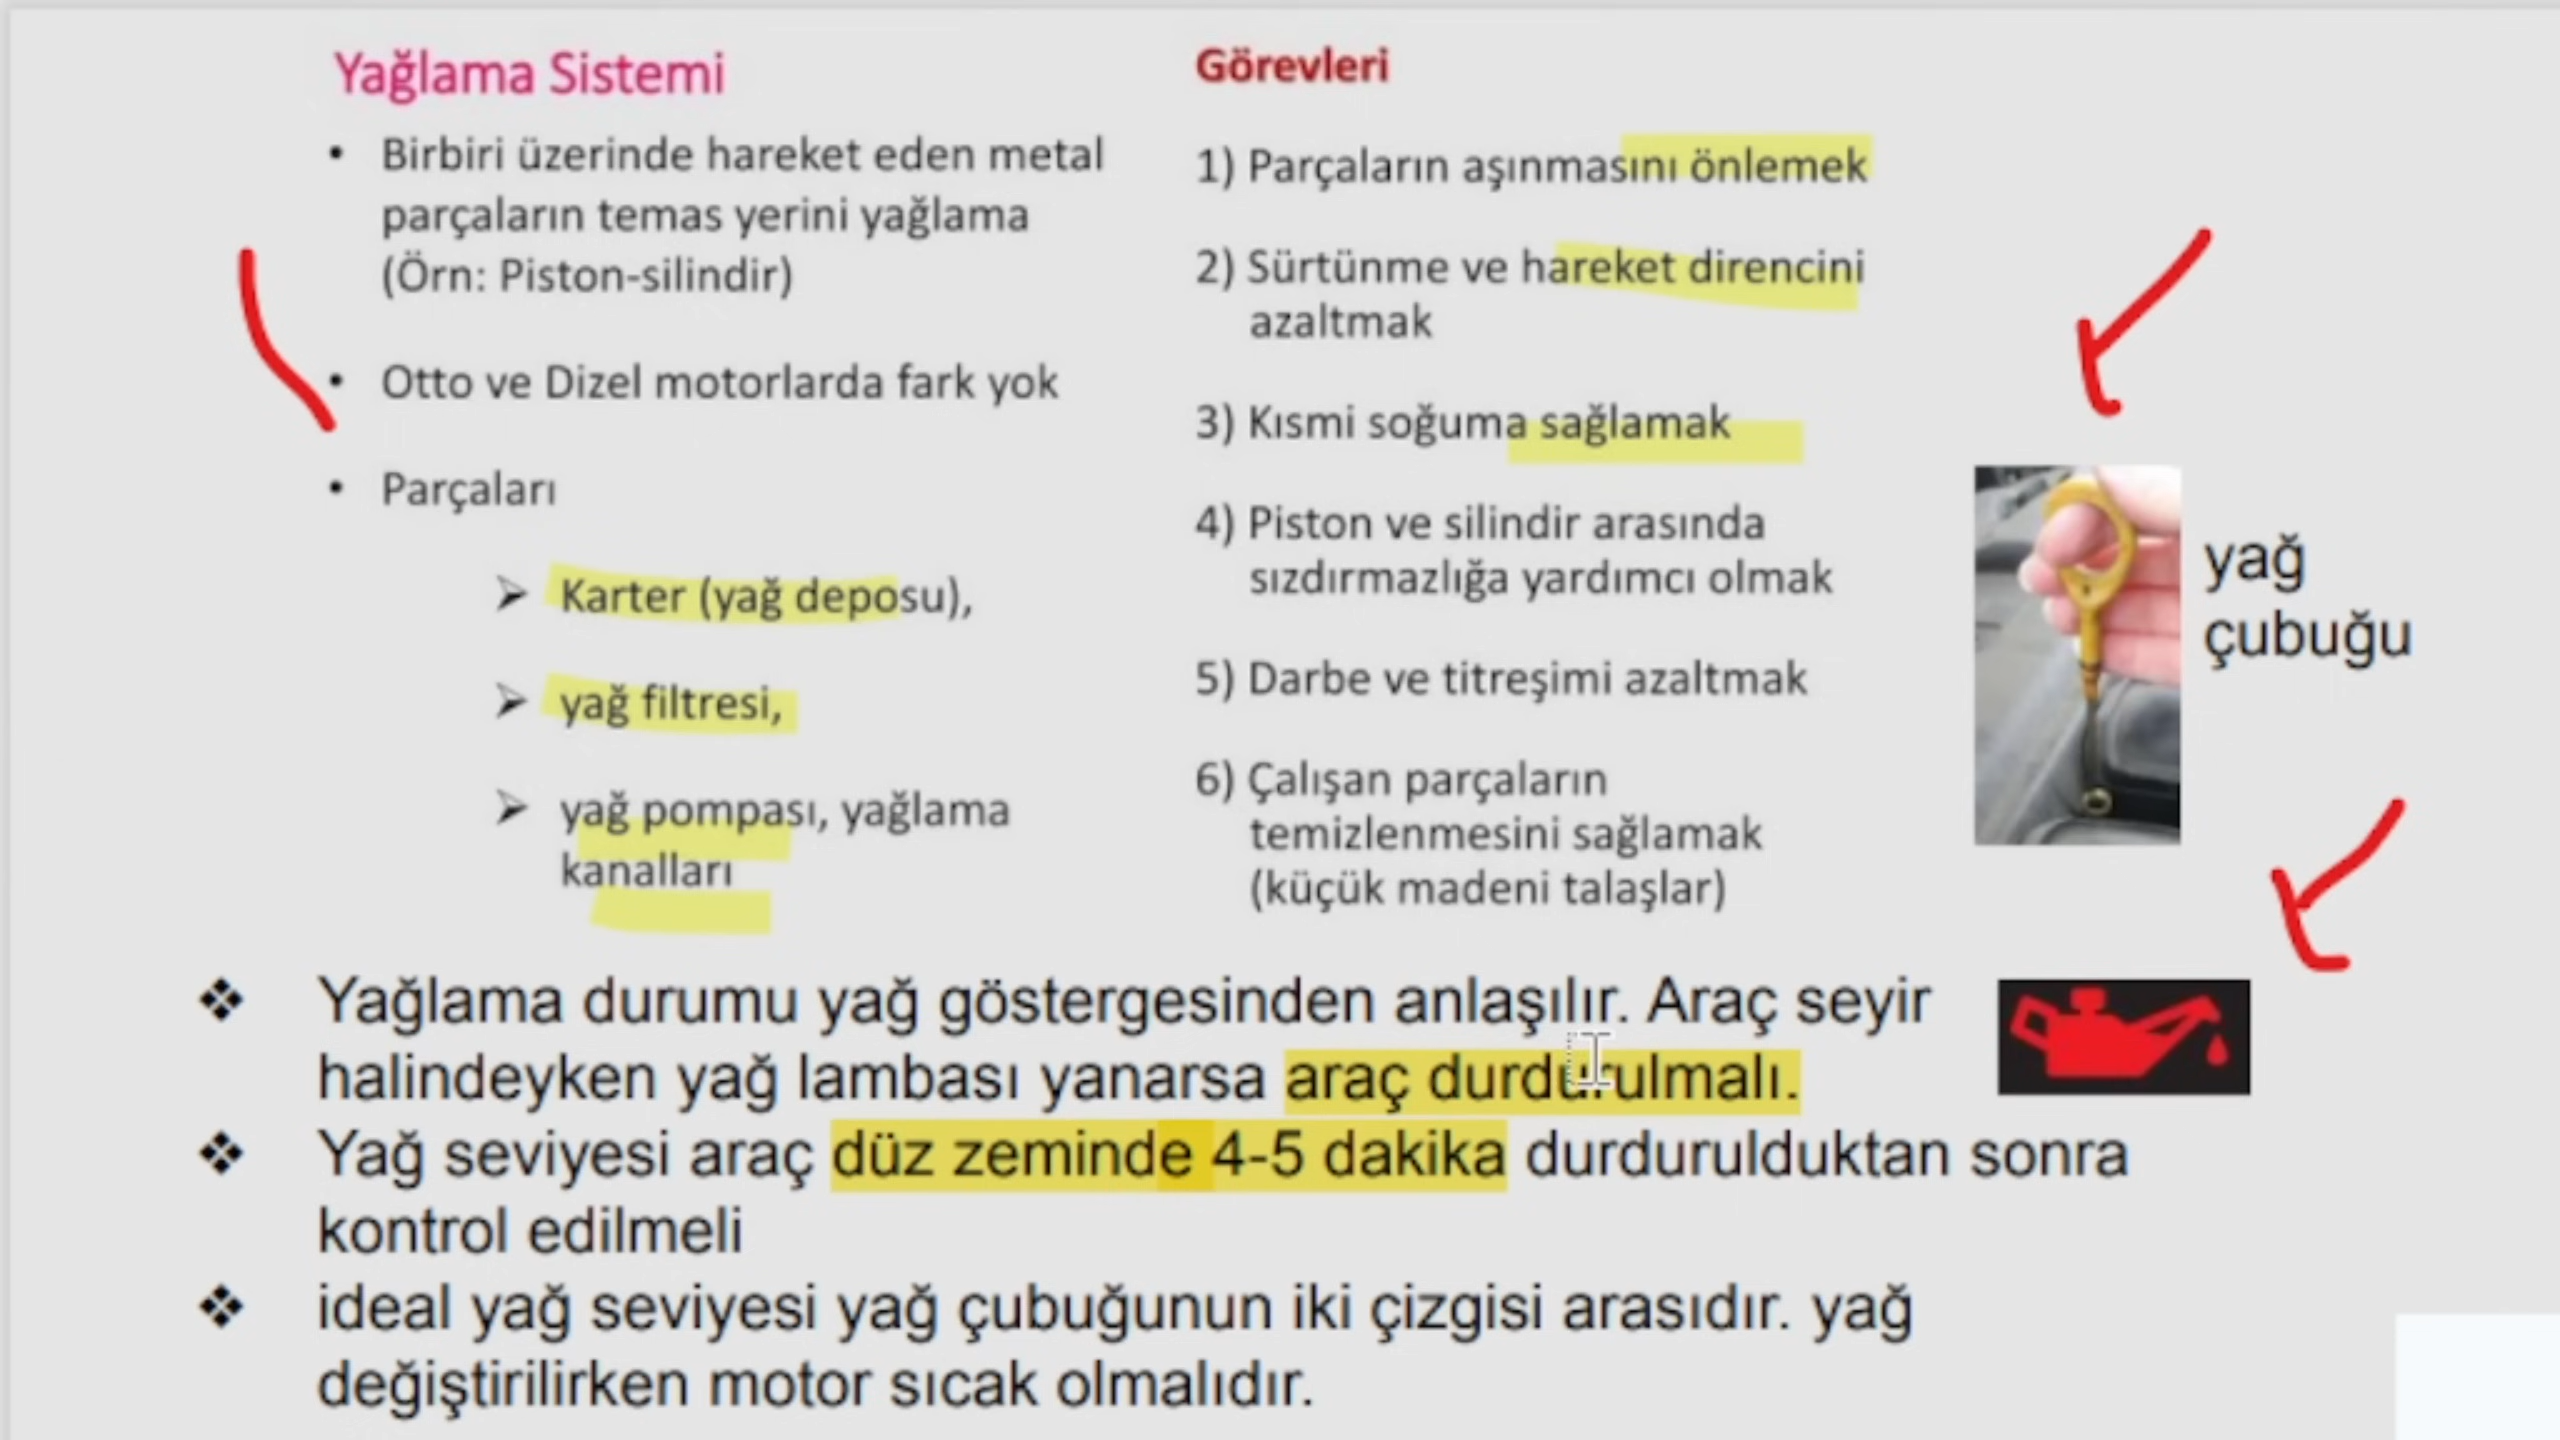 Yağlama Sistemi
• Birbiri üzerinde hareket eden metal
parçaların temas yerini yağlama
(Örn: Piston-silindir)
• Otto ve Dizel motorlarda fark yok
• Parçaları
➢ Karter (yağ deposu),
➢ yağ filtresi,
➢ yağ pompası, yağlama
kanalları
Görevleri
1) Parçaların aşınmasını önlemek
2) Sürtünme ve hareket direncini
azaltmak
3) Kısmi soğuma sağlamak
4) Piston ve silindir arasında
sızdırmazlığa yardımcı olmak
5) Darbe ve titreşimi azaltmak
6) Çalışan parçaların
temizlenmesini sağlamak
(küçük madeni talaşlar)
yağ
çubuğu
❖ Yağlama durumu yağ göstergesinden anlaşılır. Araç seyir
halindeyken yağ lambası yanarsa araç durdurulmalı.
❖ Yağ seviyesi araç düz zeminde 4-5 dakika durdurulduktan sonra
kontrol edilmeli
❖ ideal yağ seviyesi yağ çubuğunun iki çizgisi arasıdır. yağ
değiştirilirken motor sıcak olmalıdır.